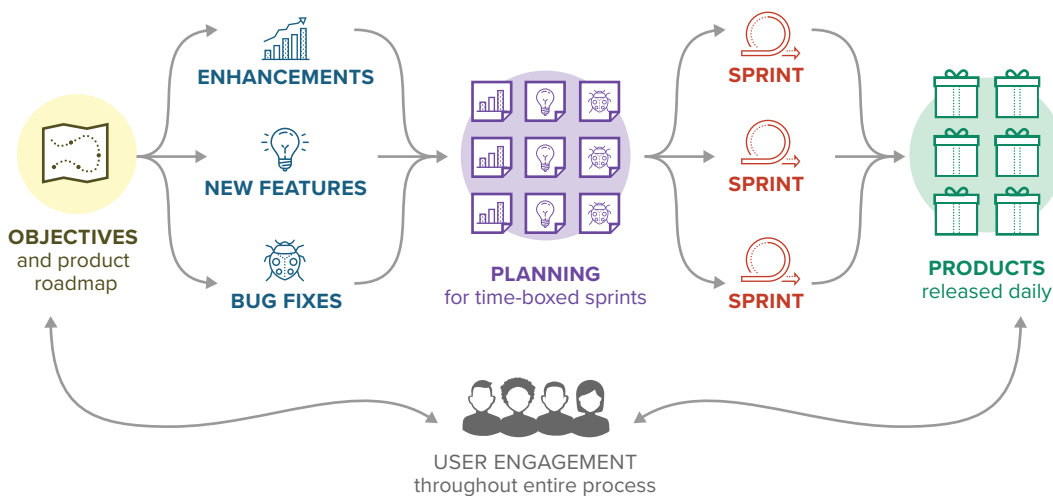 OBJECTIVES
and product
roadmap
ENHANCEMENTS
NEW FEATURES
BUG FIXES
PLANNING
for time-boxed sprints
SPRINT
SPRINT
SPRINT
PRODUCTS
released daily
USER ENGAGEMENT
throughout entire process